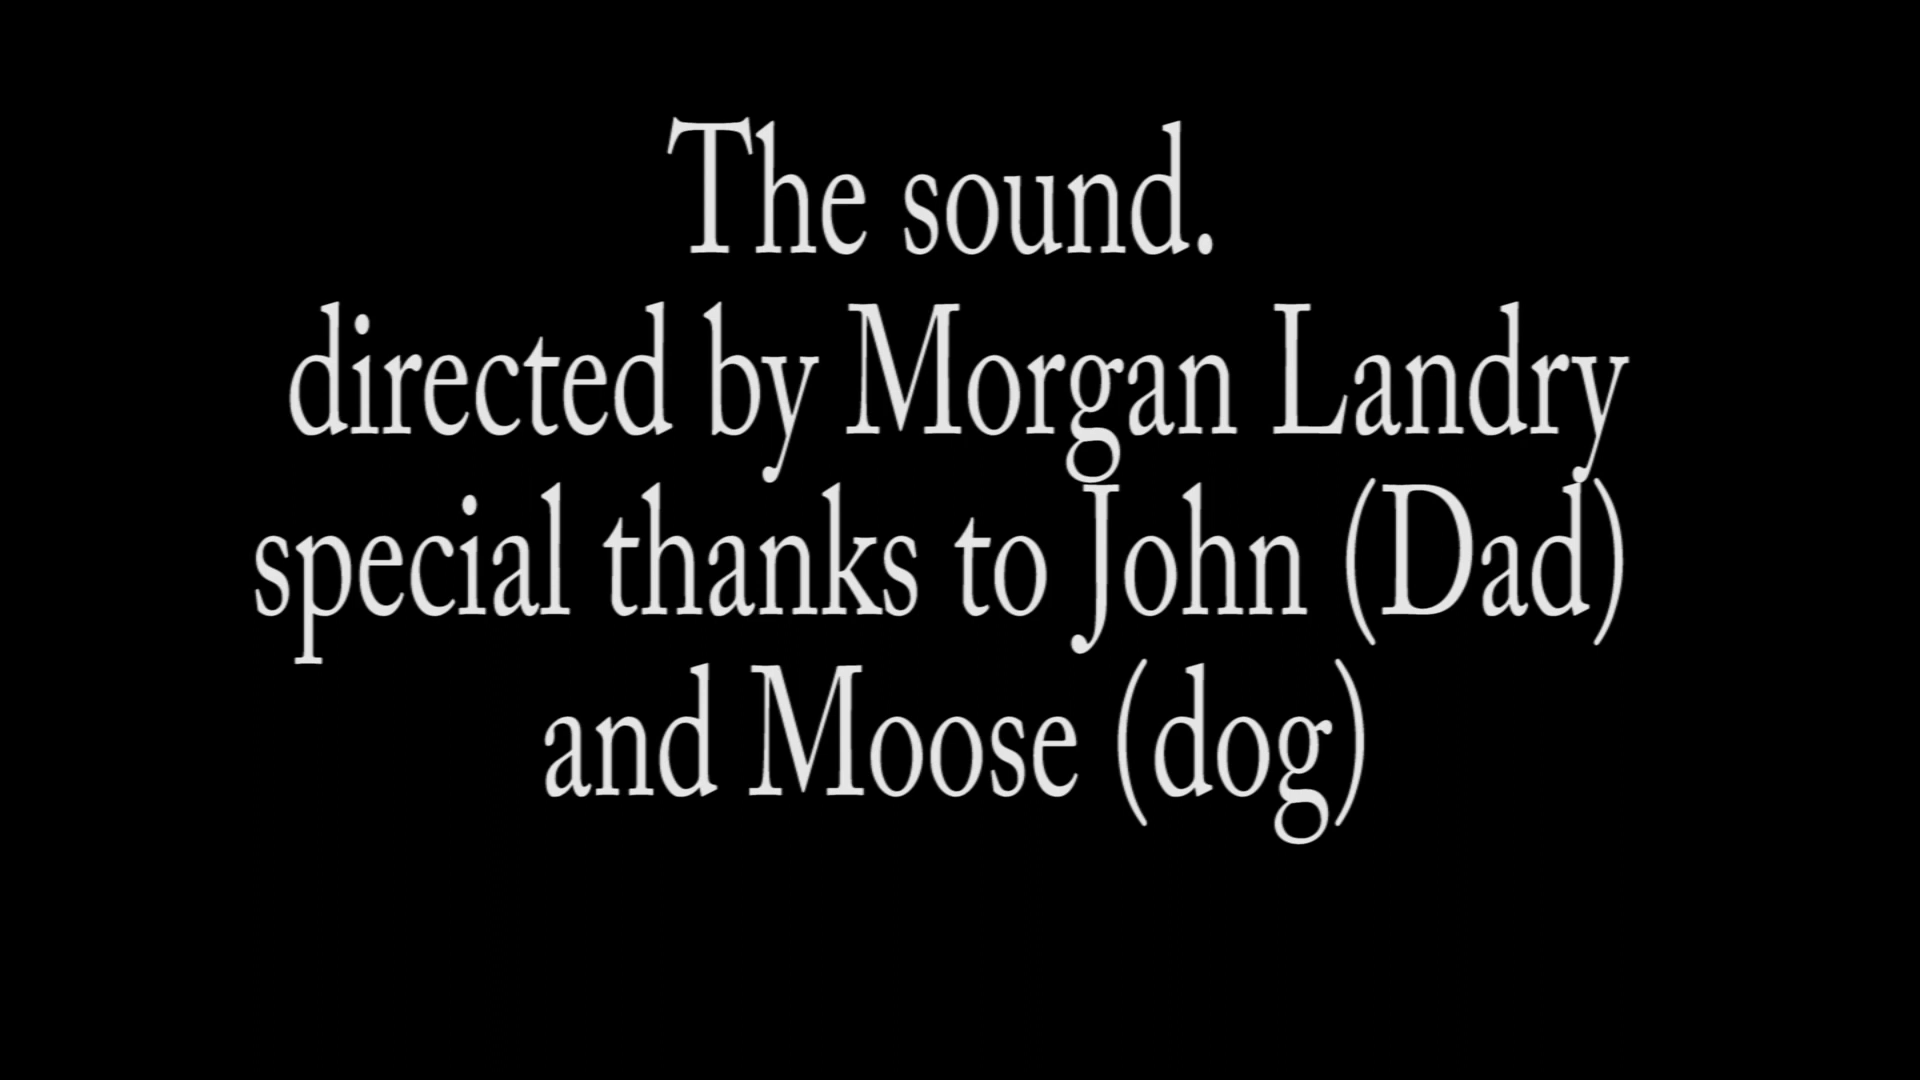 The sound.
directed by Morgan Landry
special thanks to John (Dad)
and Moose (dog)